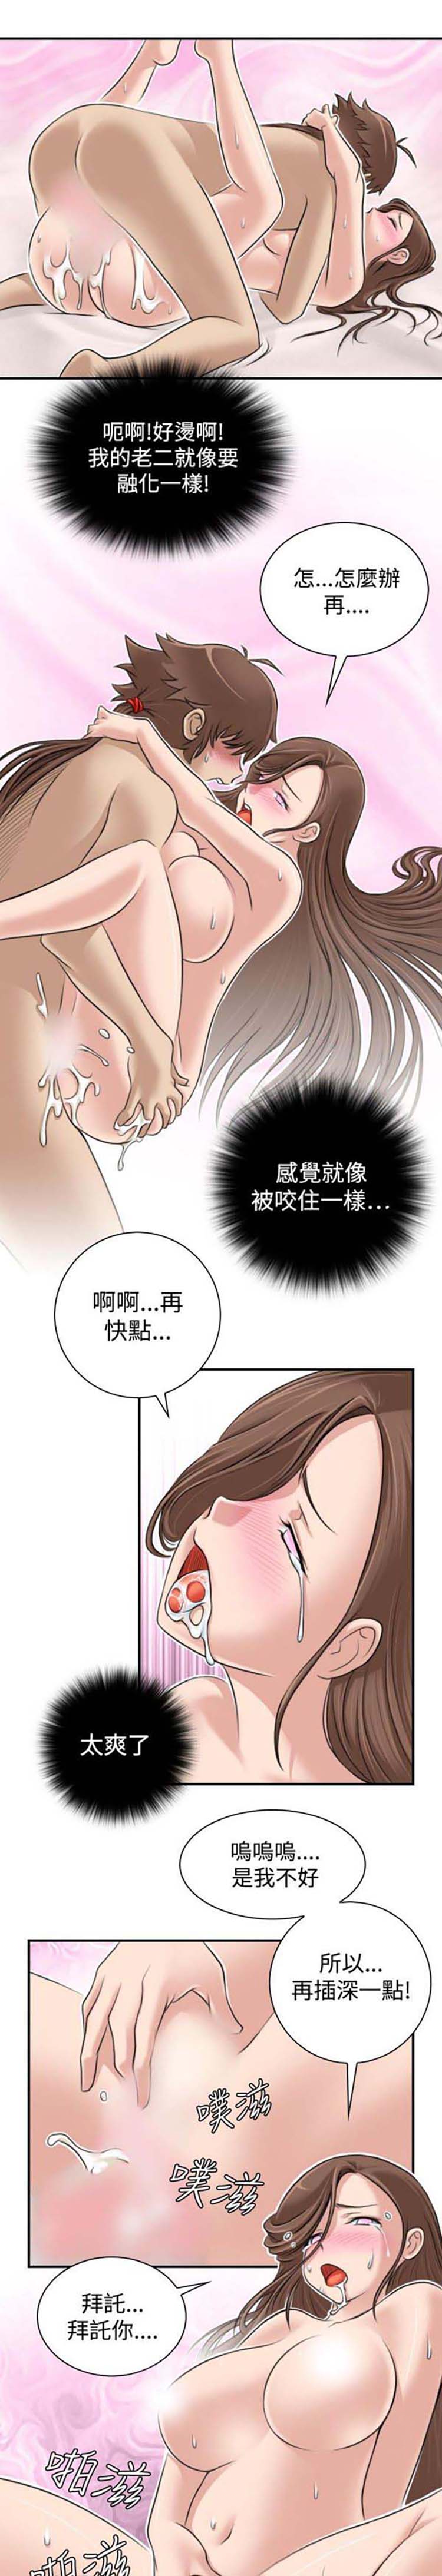 呃啊!好燙啊!
我的老二就像要
融化一樣!
怎...怎麼辦
再....
感覺就像
被咬住一樣...
啊啊...再
快點...
太爽了
嗚嗚嗚....
是我不好
所以...
再插深一點!
噗滋
噗滋
拜託...
拜託你....
啪滋
啪滋